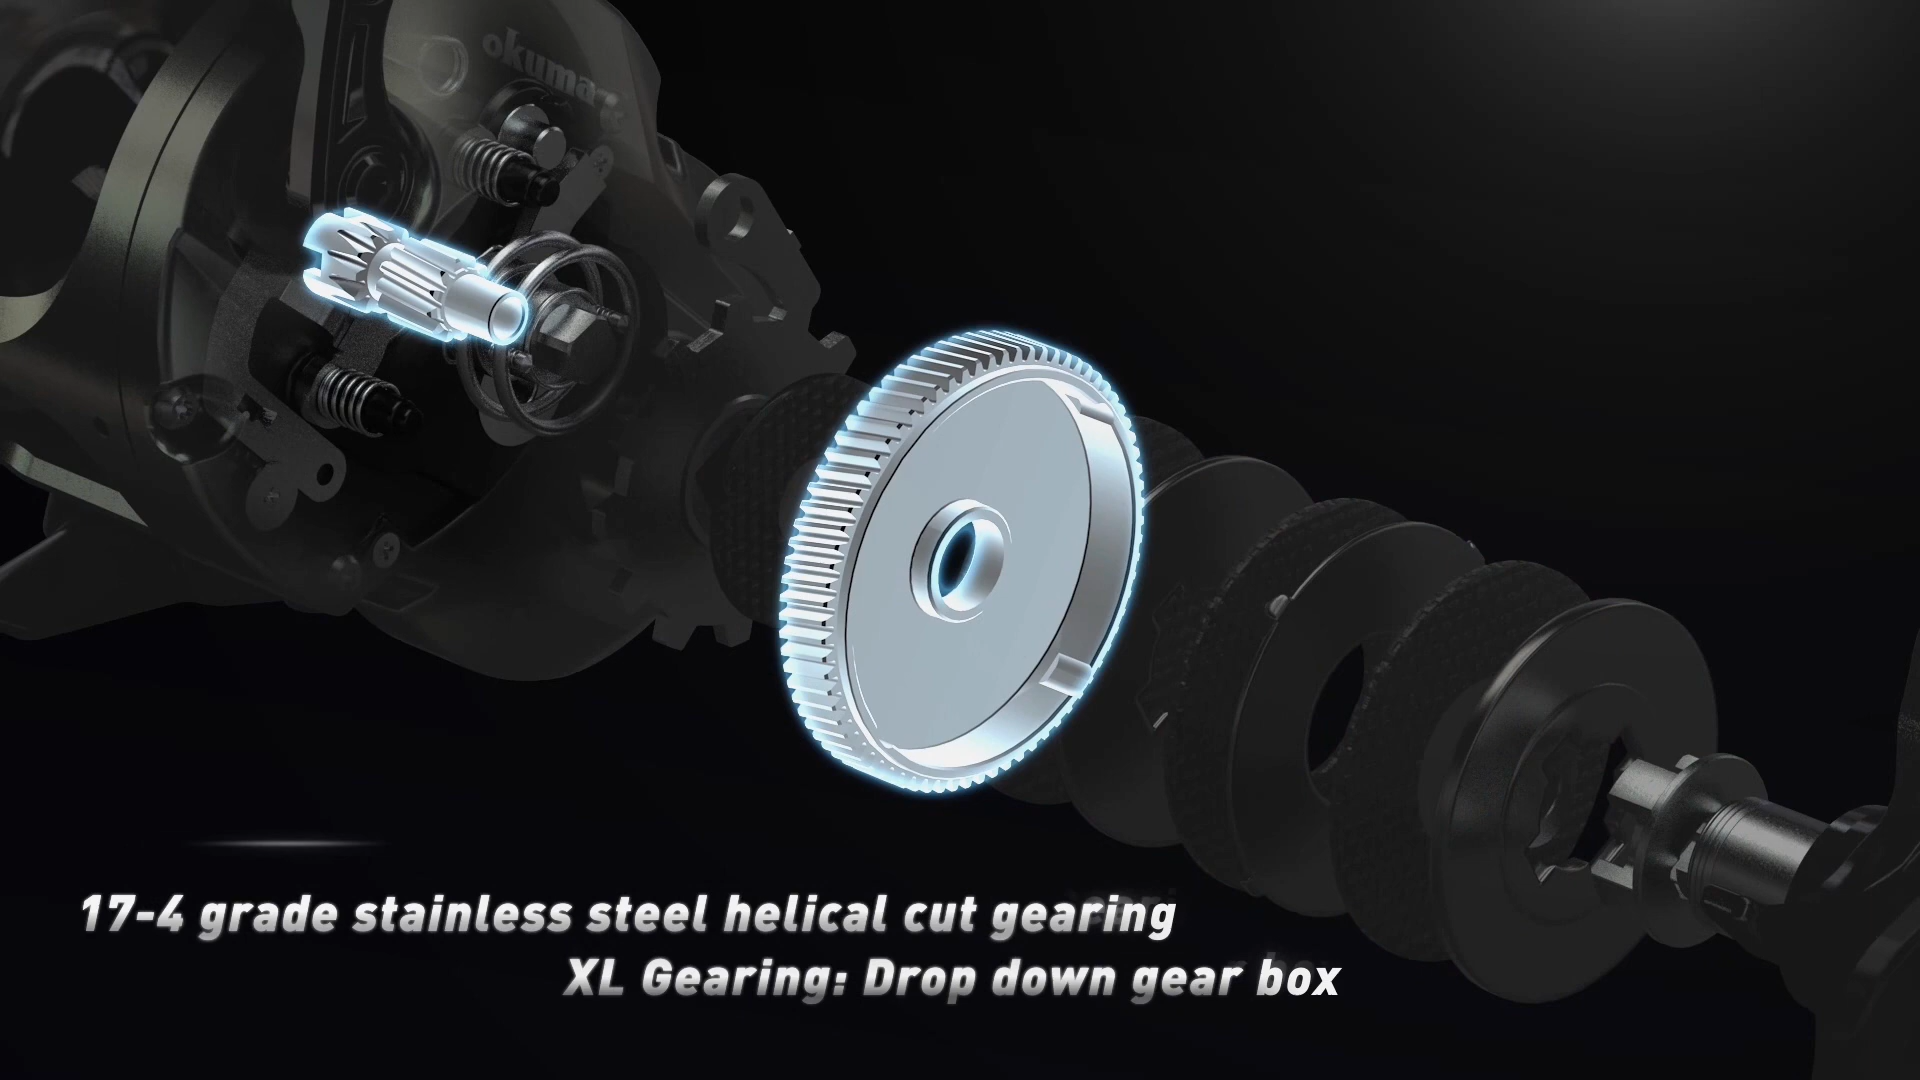 okuma
17-4 grade stainless steel helical cut gearing
XL Gearing: Drop down gear box